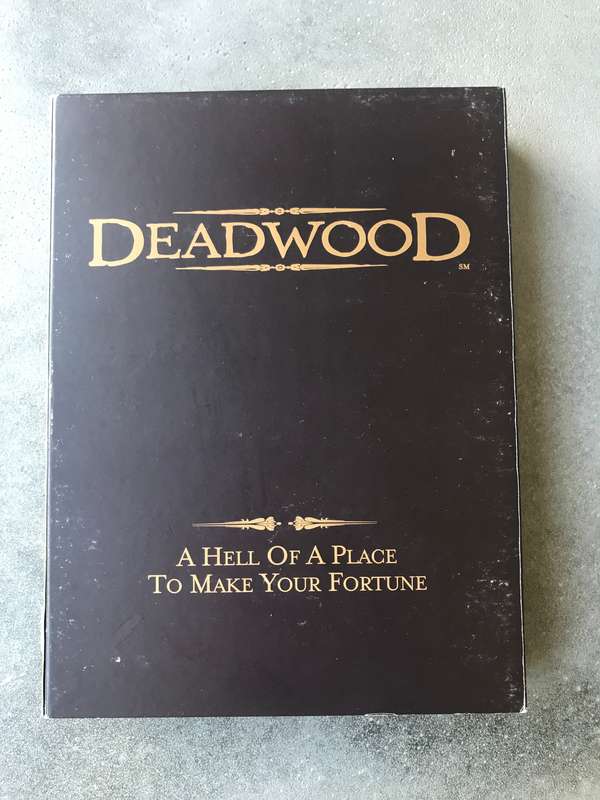 DEADWOOD
SM
A HELL OF A PLACE
TO MAKE YOUR FORTUNE